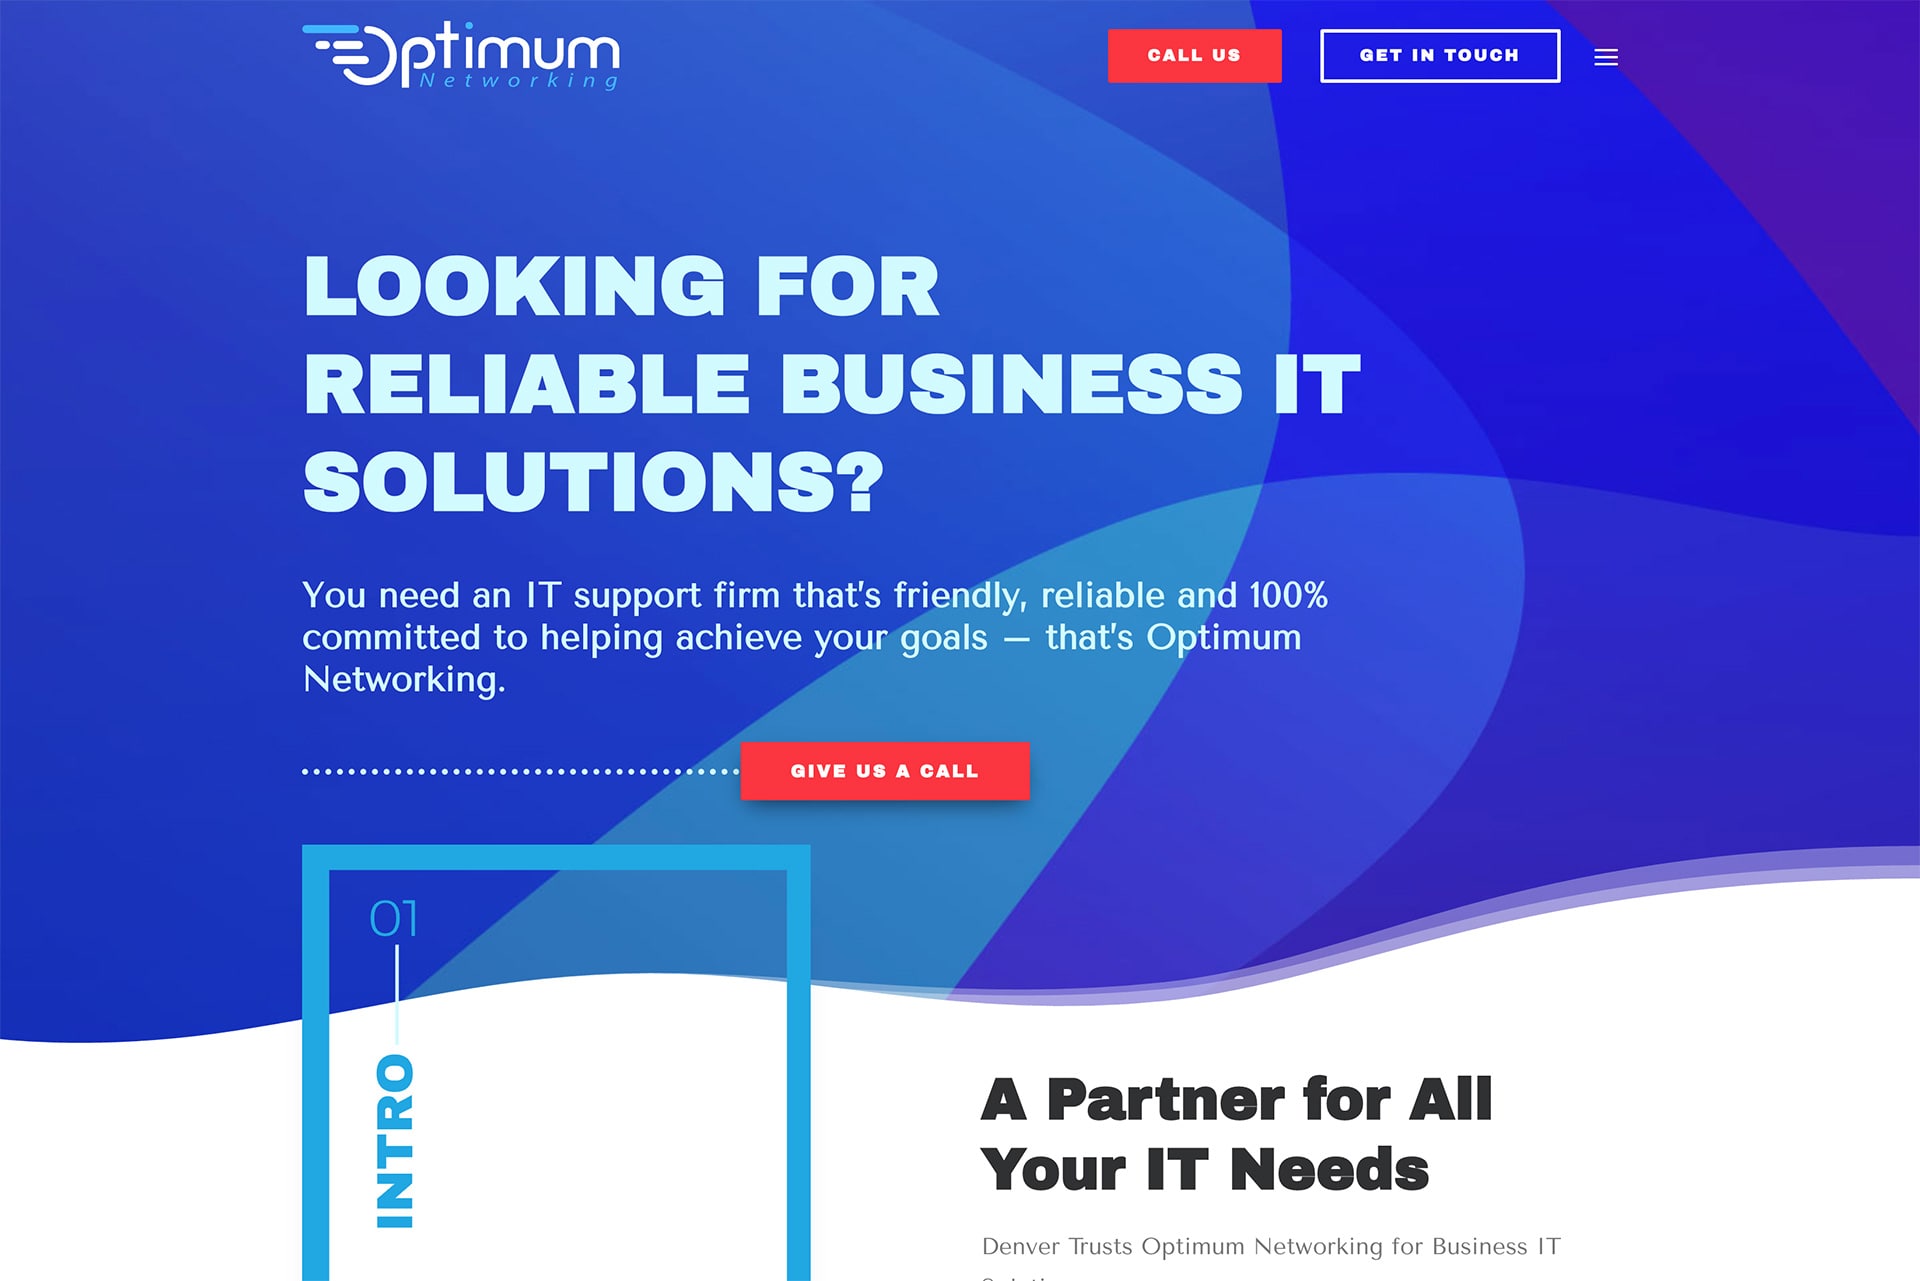 Optimum
Networking
CALL US
GET IN TOUCH
LOOKING FOR
RELIABLE BUSINESS IT
SOLUTIONS?
You need an IT support firm that's friendly, reliable and 100%
committed to helping achieve your goals — that's Optimum
Networking.
GIVE US A CALL
01
INTRO
A Partner for All
Your IT Needs
Denver Trusts Optimum Networking for Business IT